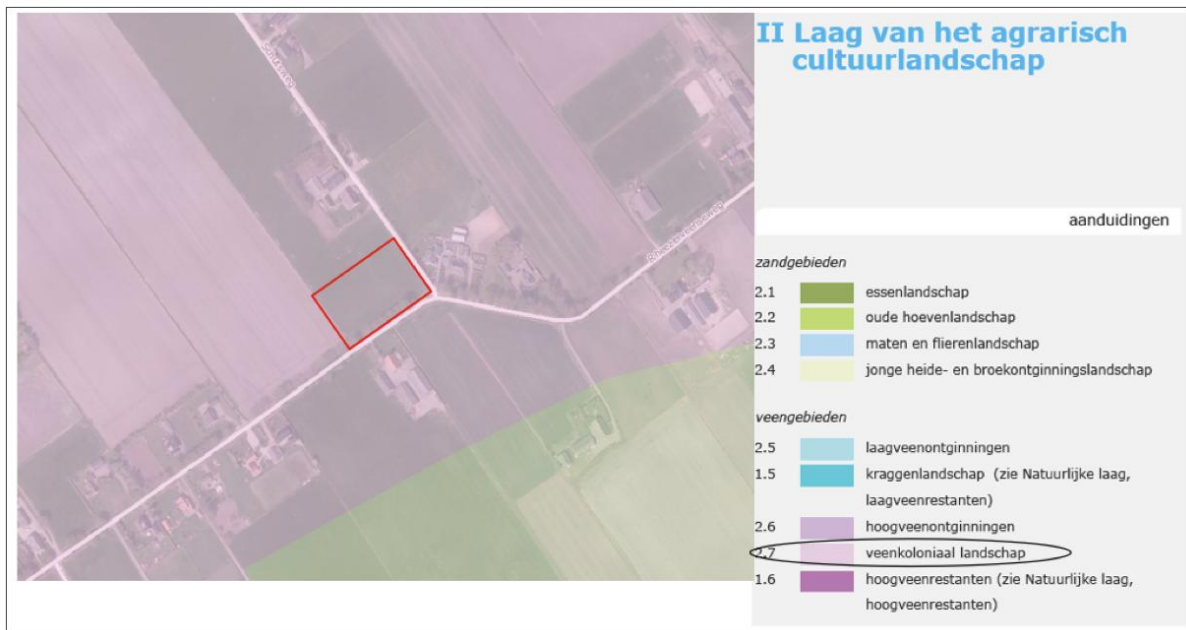 II Laag van het agrarisch
cultuurlandschap
aanduidingen
zandgebieden
2.1 essenlandschap
2.2 oude hoevenlandschap
2.3 maten en flierenlandschap
2.4 jonge heide- en broekontginningslandschap
veengebieden
2.5 laagveenontginningen
1.5 kraggenlandschap (zie Natuurlijke laag,
laagveenrestanten)
2.6 hoogveenontginningen
2.7 veenkoloniaal landschap
1.6 hoogveenrestanten (zie Natuurlijke laag,
hoogveenrestanten)